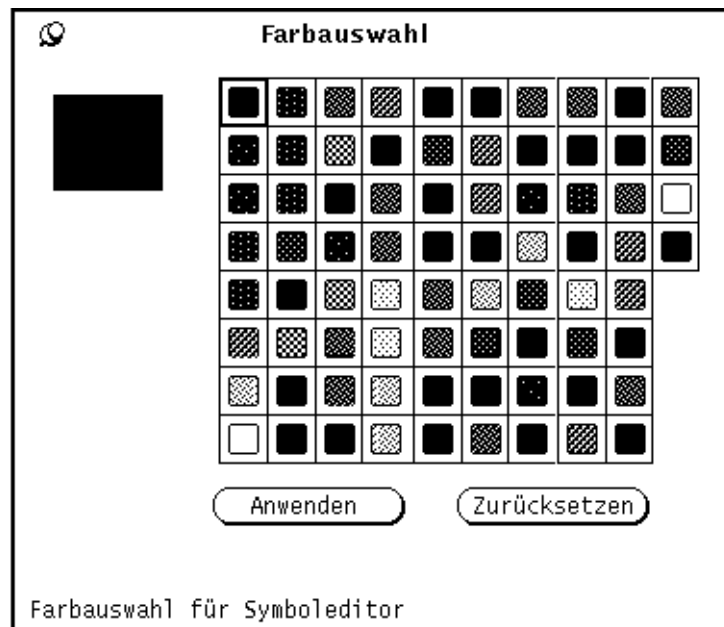 Farbauswahl
Anwenden
Zurücksetzen
Farbauswahl für Symboleditor